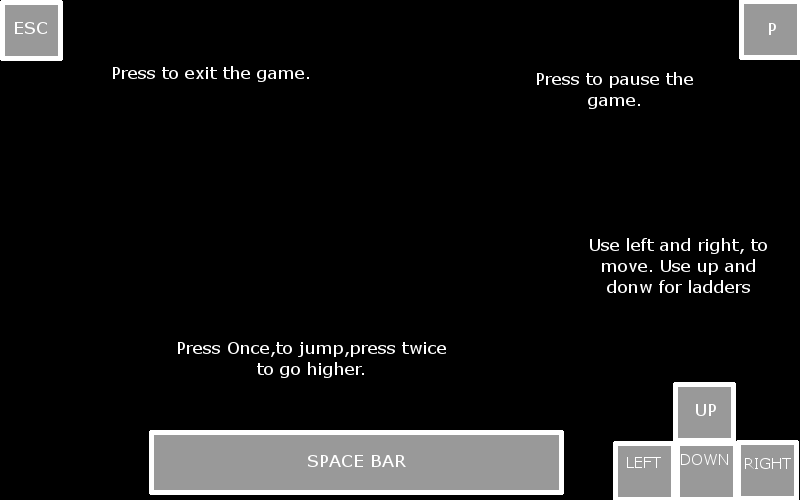 ESC
P
Press to exit the game.
Press to pause the
game.
Use left and right, to
move. Use up and
donw for ladders
Press Once,to jump,press twice
to go higher.
UP
SPACE BAR
LEFT
DOWN
RIGHT